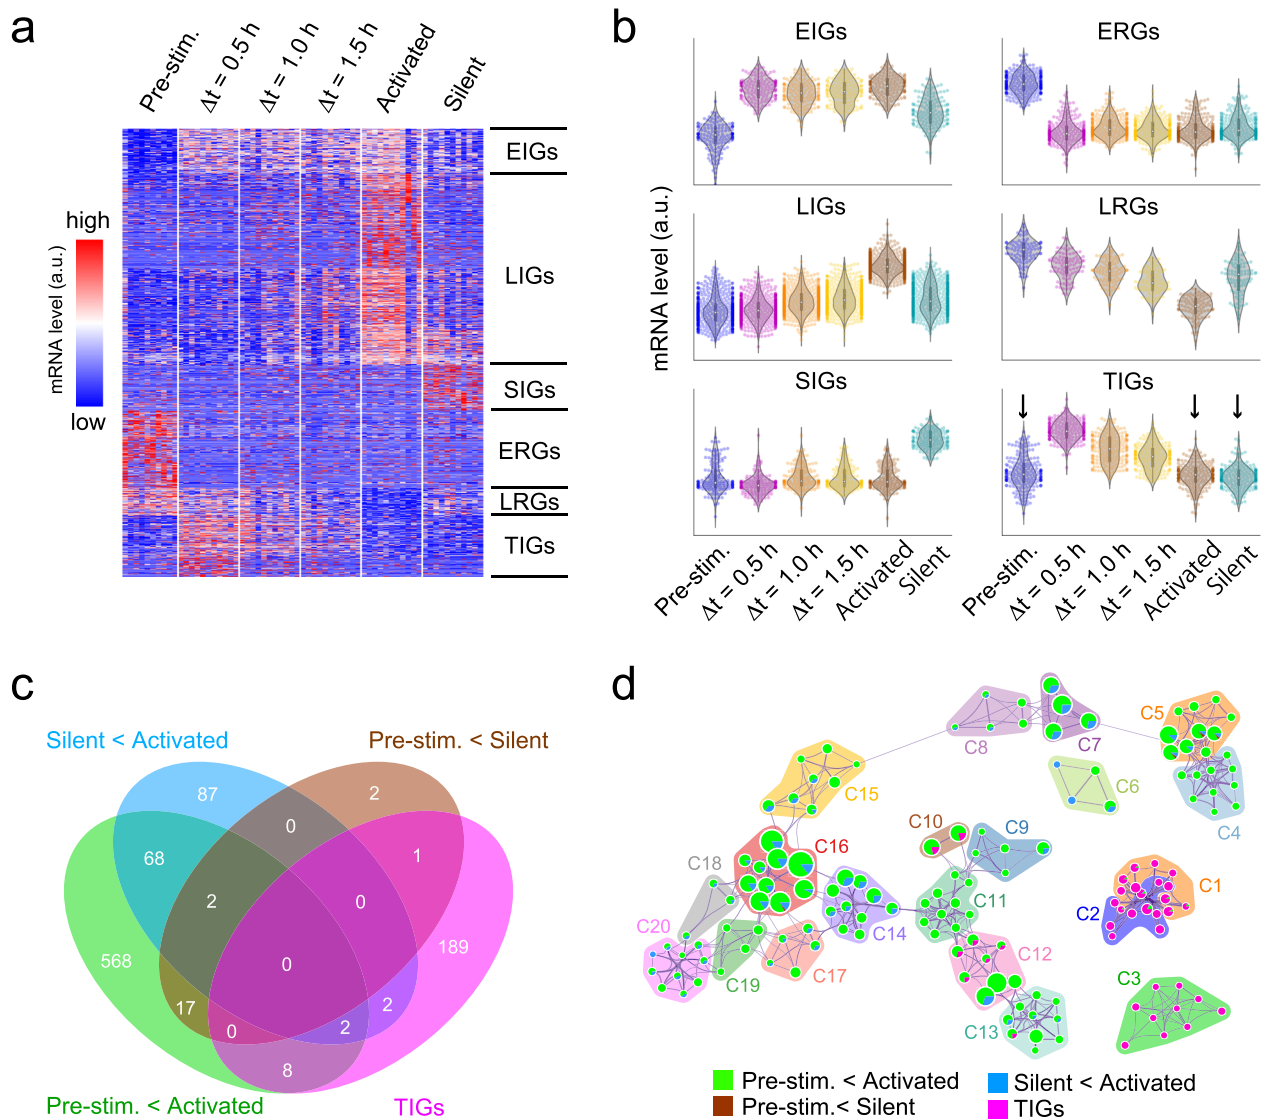 a
Pre-stim.
Δt = 0.5 h
Δt = 1.0 h
Δt = 1.5 h
Activated
Silent
high
mRNA level (a.u.)
low
EIGs
LIGs
SIGs
ERGs
LRGs
TIGs
b
EIGs
ERGs
LIGs
LRGs
SIGs
TIGs
mRNA level (a.u.)
Pre-stim.
Δt = 0.5 h
Δt = 1.0 h
Δt = 1.5 h
Activated
Silent
Pre-stim.
Δt = 0.5 h
Δt = 1.0 h
Δt = 1.5 h
Activated
Silent
c
Silent < Activated
Pre-stim. < Silent
87
2
0
68
1
2
0
568
189
0
17
2
0
2
8
Pre-stim. < Activated
TIGs
d
C8
C7
C5
C6
C4
C15
C10
C9
C16
C18
C1
C11
C2
C20
C14
C12
C17
C19
C3
C13
Pre-stim. < Activated
Silent < Activated
Pre-stim.< Silent
TIGs